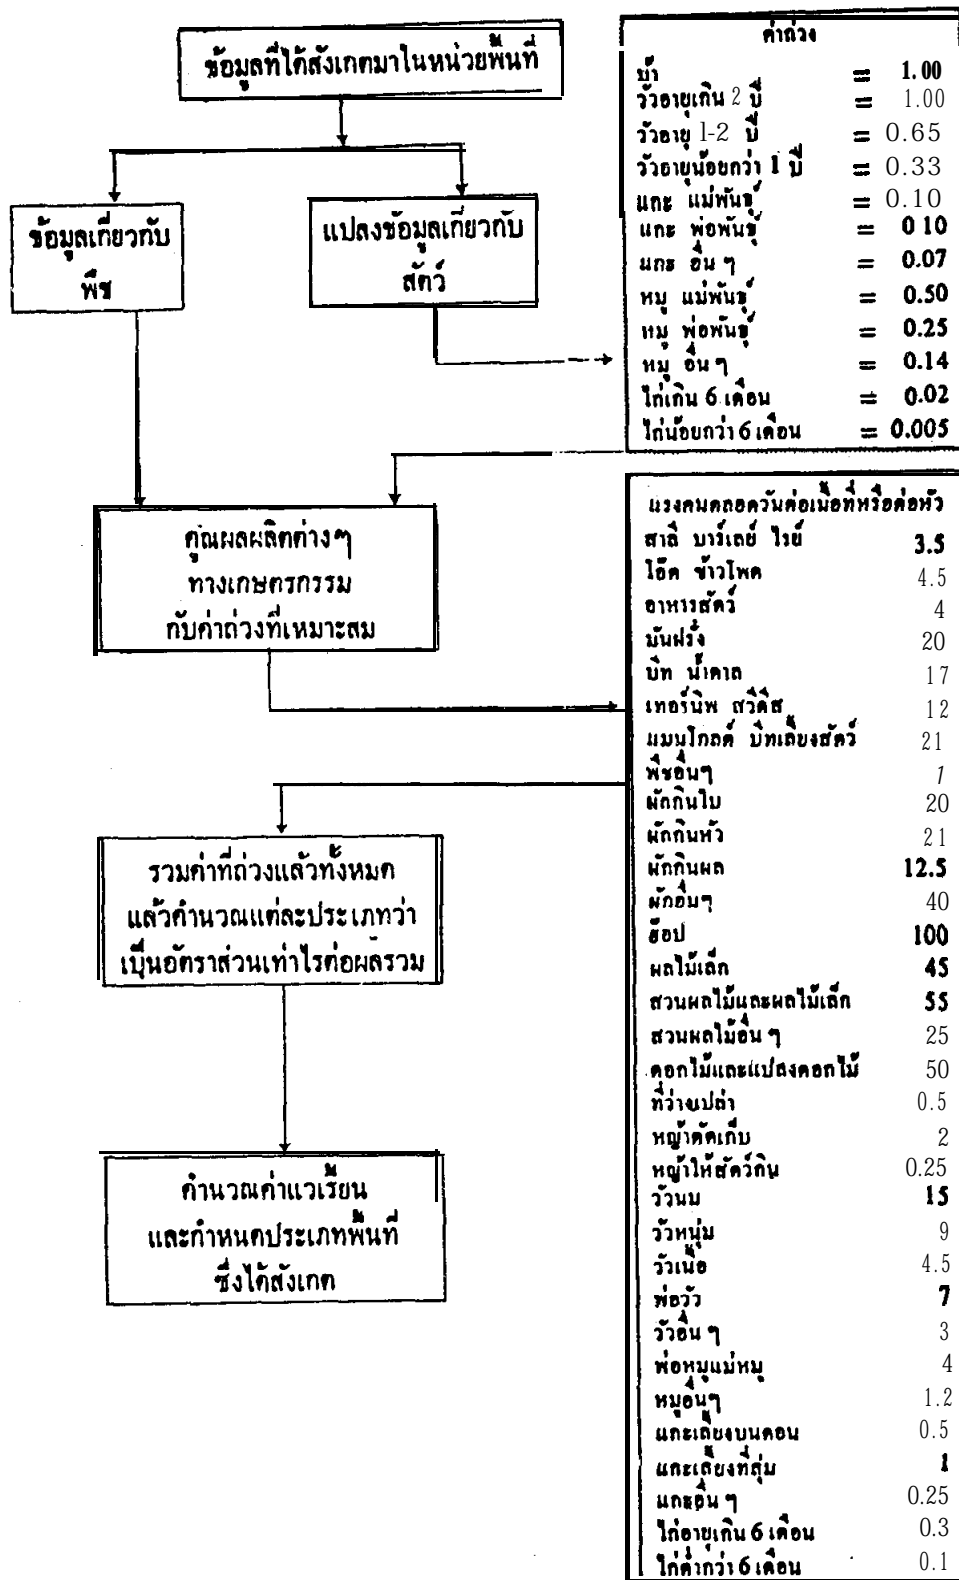 ข้อมูลที่ได้สังเกตมาในหน่วยพื้นที่
ข้อมูลเกี่ยวกับ
พืช
แปลงข้อมูลเกี่ยวกับ
สัตว์
ค่าถ่วง
ม้า = 1.00
วัวอายุเกิน 2 ปี = 1.00
วัวอายุ 1-2 ปี = 0.65
วัวอายุน้อยกว่า 1 ปี = 0.33
แกะ แม่พันธุ์ = 0.10
แกะ พ่อพันธุ์ = 0 10
แกะ อื่น ๆ = 0.07
หมู แม่พันธุ์ = 0.50
หมู พ่อพันธุ์ = 0.25
หมู อื่น ๆ = 0.14
ไก่เกิน 6 เดือน = 0.02
ไก่น้อยกว่า 6 เดือน = 0.005
คูณผลผลิตต่างๆ
ทางเกษตรกรรม
กับค่าถ่วงที่เหมาะสม
แรงคนตลอดวันต่อเนื้อที่หรือต่อหัว
สาลี บาร์เลย์ ไรย์ 3.5
โอ๊ต ข้าวโพด 4.5
อาหารสัตว์ 4
มันฝรั่ง 20
บีท น้ำตาล 17
เทอร์นิพ สวีดีส 12
แมนโกลด์ บีทเลี้ยงสัตว์ 21
พืชอื่นๆ 1
ผักกินใบ 20
ผักกินหัว 21
ผักกินผล 12.5
ผักอื่นๆ 40
ฮ็อป 100
ผลไม้เล็ก 45
สวนผลไม้และผลไม้เล็ก 55
สวนผลไม้อื่น ๆ 25
ดอกไม้และแปลงดอกไม้ 50
ที่ว่างเปล่า 0.5
หญ้าตัดเก็บ 2
หญ้าให้สัตว์กิน 0.25
วัวนม 15
วัวหนุ่ม 9
วัวเนื้อ 4.5
พ่อวัว 7
วัวอื่น ๆ 3
พ่อหมูแม่หมู 4
หมูอื่นๆ 1.2
แกะเลี้ยงบนดอน 0.5
แกะเลี้ยงที่ลุ่ม 1
แกะอื่น ๆ 0.25
ไก่อายุเกิน 6 เดือน 0.3
ไก่ต่ำกว่า 6 เดือน 0.1
รวมค่าที่ถ่วงแล้วทั้งหมด
แล้วคำนวณแต่ละประเภทว่า
เป็นอัตราส่วนเท่าไรต่อผลรวม
คำนวณค่าแวเรียน
และกำหนดประเภทพื้นที่
ซึ่งได้สังเกต